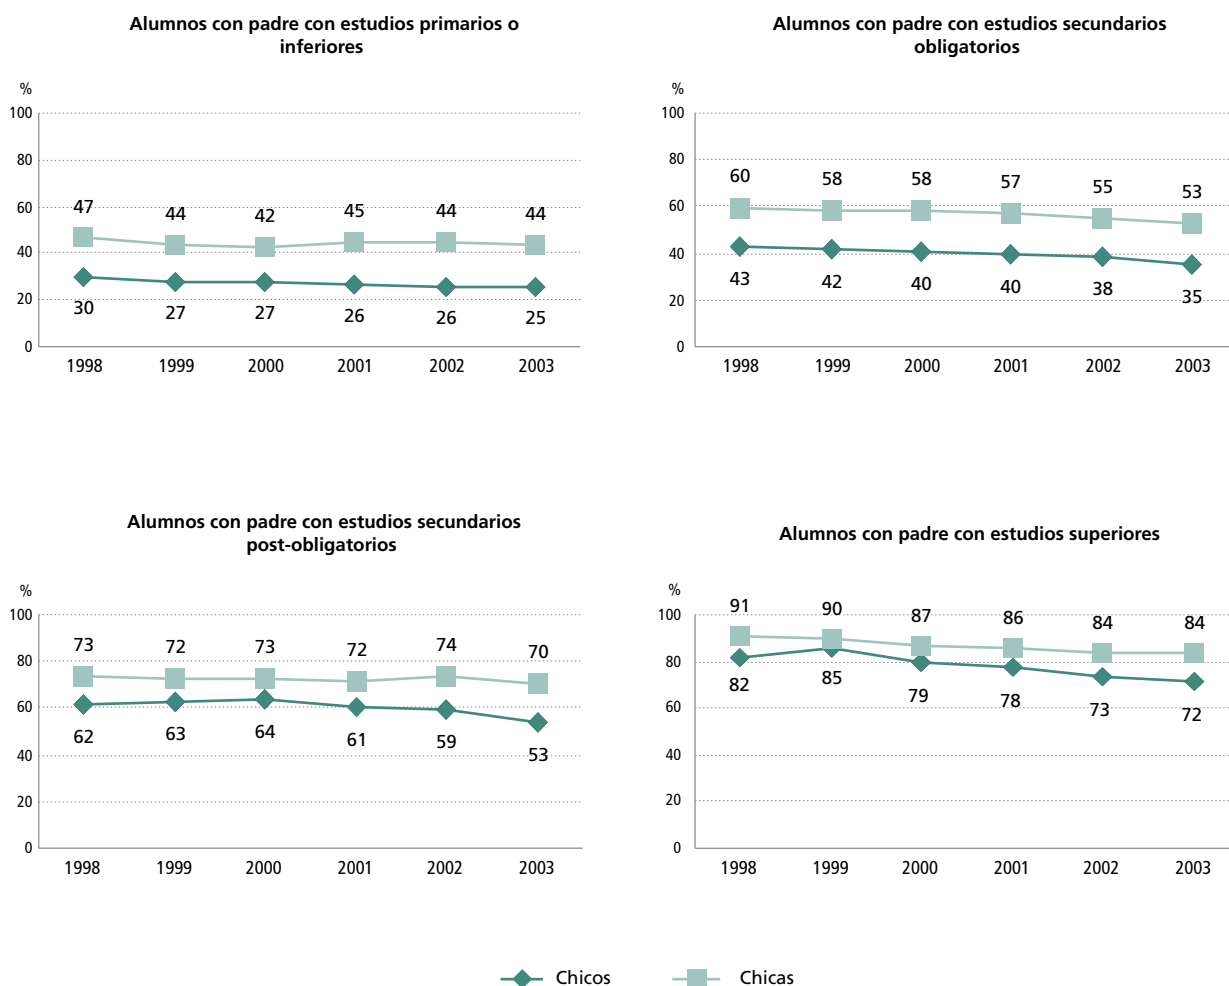 Alumnos con padre con estudios primarios o
inferiores
%
100
80
60
40
20
0
47 44 42 45 44 44
30 27 27 26 26 25
1998 1999 2000 2001 2002 2003
Alumnos con padre con estudios secundarios
obligatorios
%
100
80
60
40
20
0
60 58 58 57 55 53
43 42 40 40 38 35
1998 1999 2000 2001 2002 2003
Alumnos con padre con estudios secundarios
post-obligatorios
%
100
80
60
40
20
0
73 72 73 72 74 70
62 63 64 61 59 53
1998 1999 2000 2001 2002 2003
Alumnos con padre con estudios superiores
%
100
80
60
40
20
0
91 90 87 86 84 84
82 85 79 78 73 72
1998 1999 2000 2001 2002 2003
Chicos Chicas